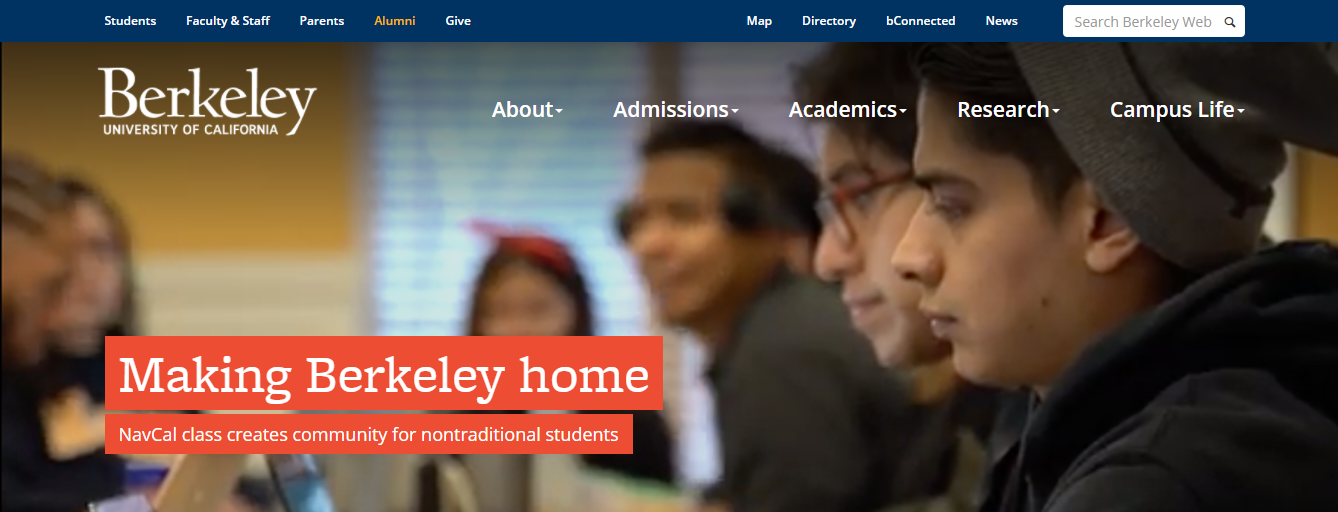 Students Faculty & Staff Parents Alumni Give Map Directory bConnected News Search Berkeley Web
Berkeley
UNIVERSITY OF CALIFORNIA
About Admissions Academics Research Campus Life
Making Berkeley home
NavCal class creates community for nontraditional students